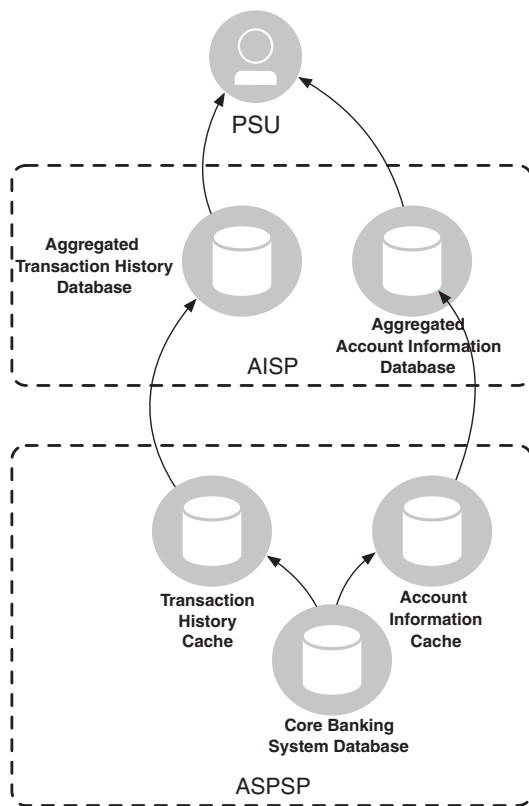 PSU
Aggregated
Transaction History
Database
Aggregated
Account Information
Database
AISP
Transaction
History
Cache
Account
Information
Cache
Core Banking
System Database
ASPSP